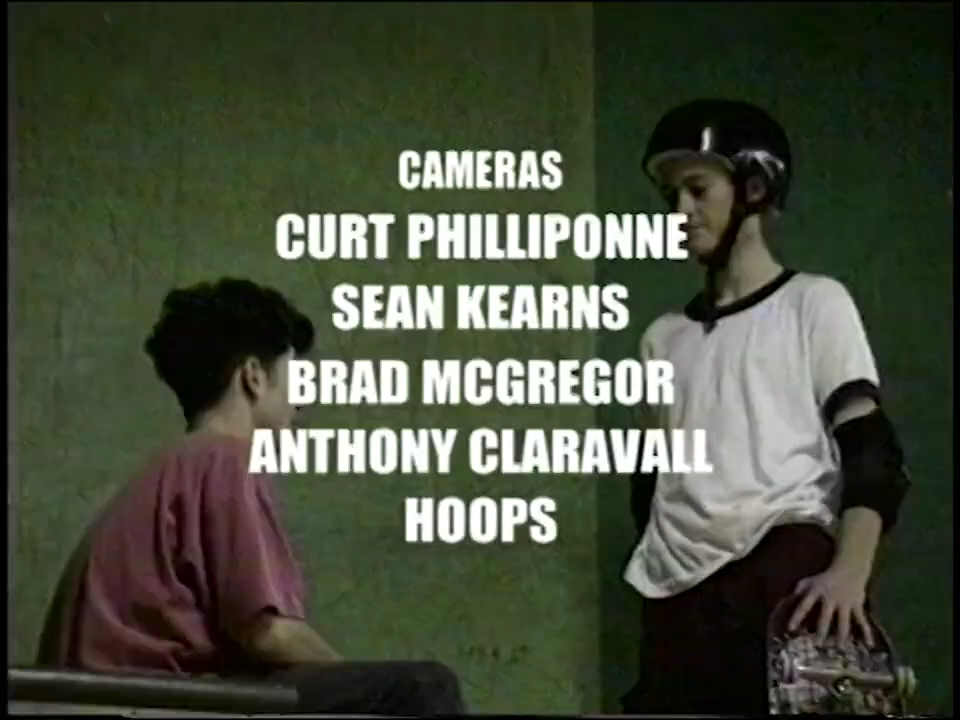 CAMERAS
CURT PHILLIPONNE
SEAN KEARNS
BRAD MCGREGOR
ANTHONY CLARAVALL
HOOPS